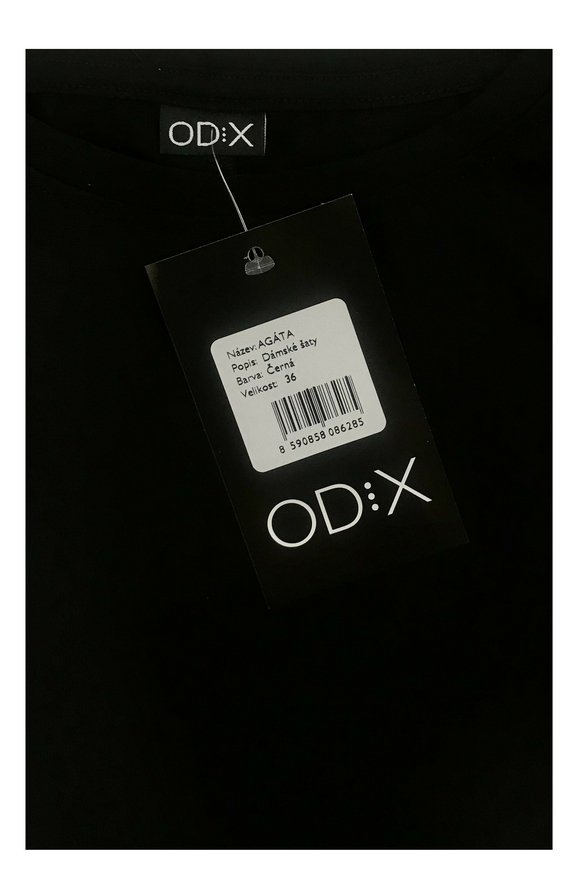 OD⋮X
Název: AGÁTA
Popis: Dámské šaty
Barva: Černá
Velikost: 36
8 590858 086285
OD⋮X